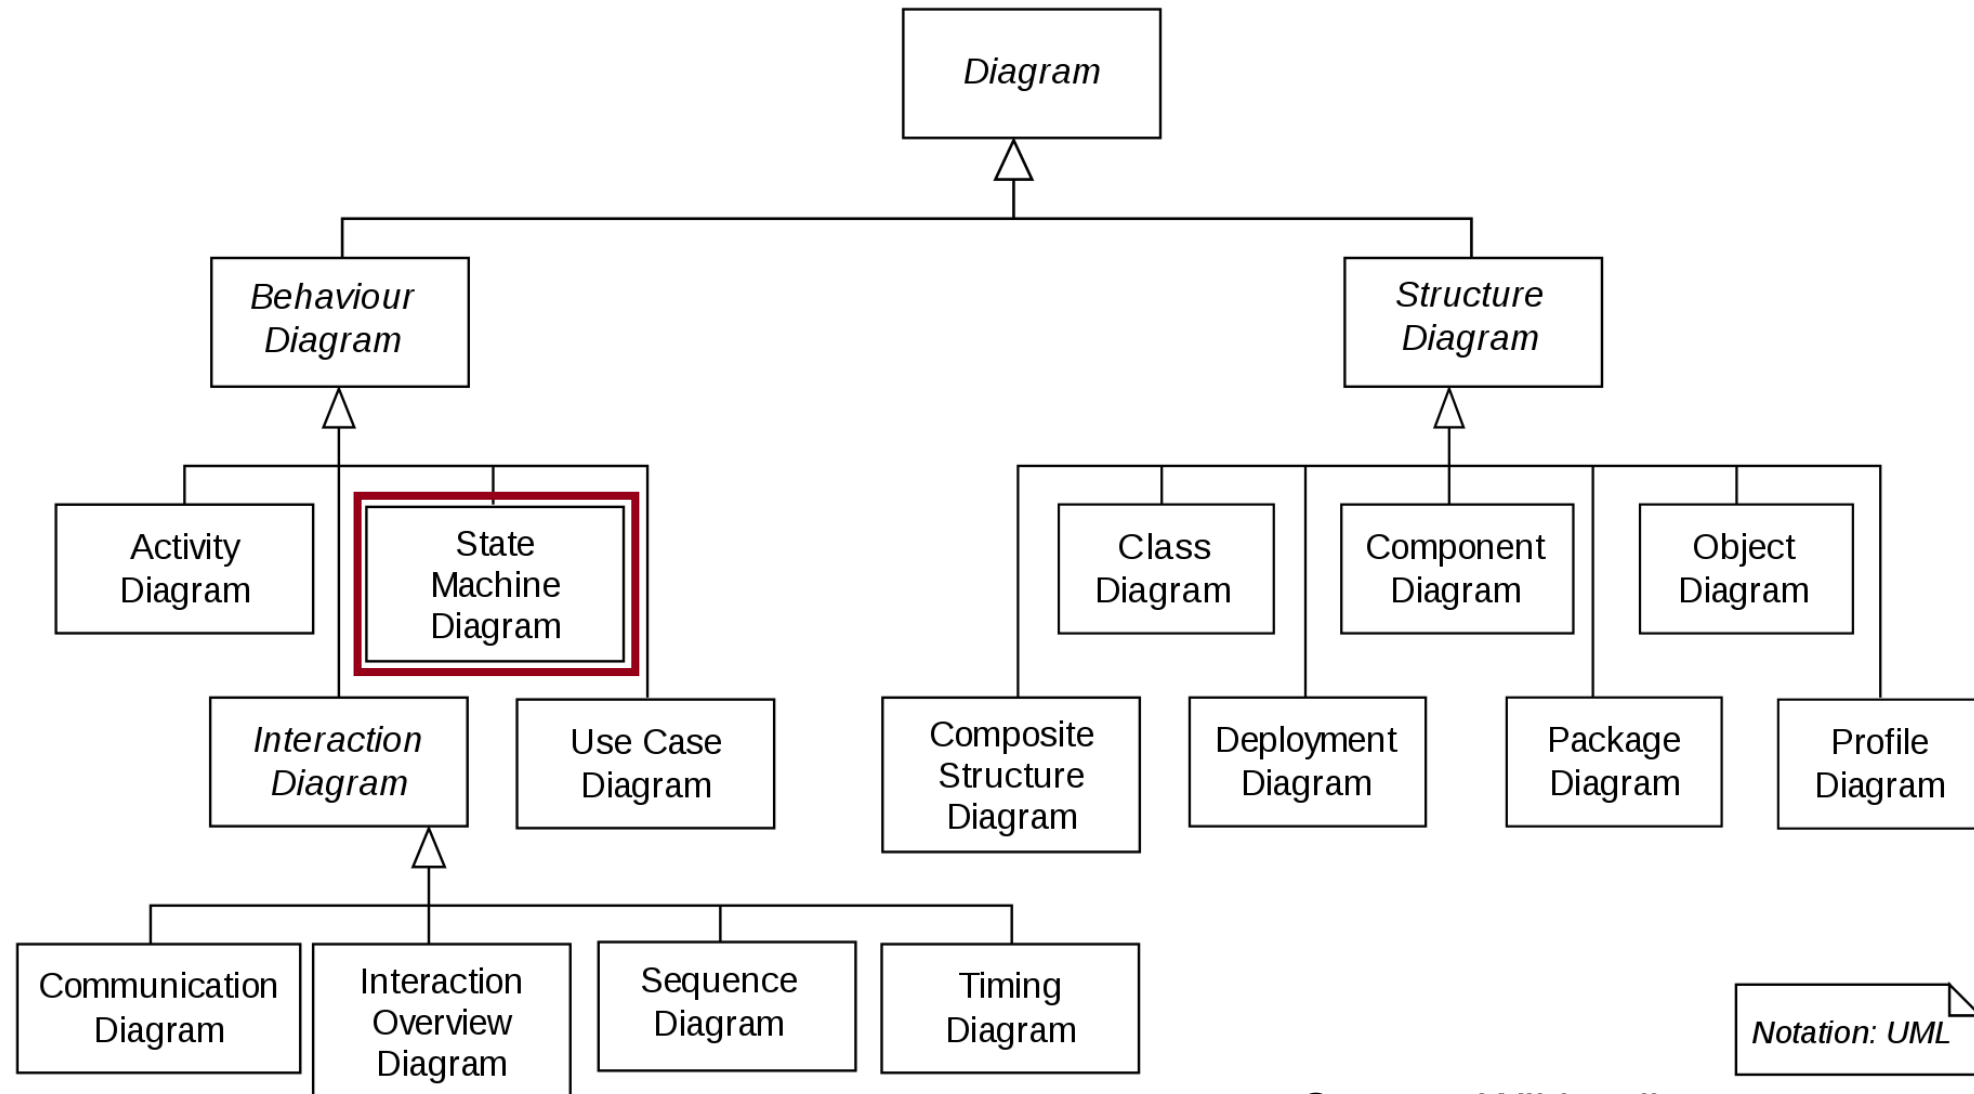 Diagram
Behaviour
Diagram
Structure
Diagram
Activity
Diagram
State
Machine
Diagram
Class
Diagram
Component
Diagram
Object
Diagram
Interaction
Diagram
Use Case
Diagram
Composite
Structure
Diagram
Deployment
Diagram
Package
Diagram
Profile
Diagram
Communication
Diagram
Interaction
Overview
Diagram
Sequence
Diagram
Timing
Diagram
Notation: UML